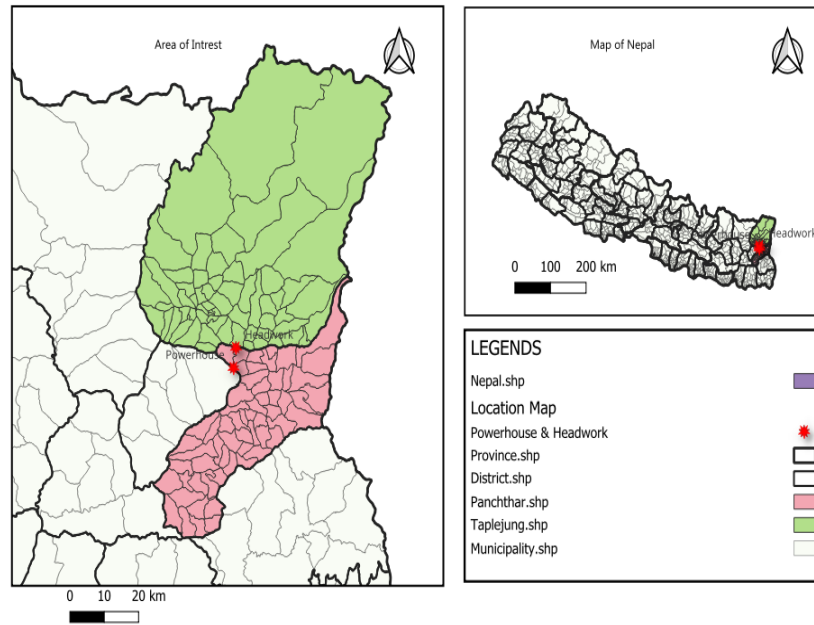 Area of Intrest
Headwork
Powerhouse
0 10 20 km
Map of Nepal
Headwork
0 100 200 km
LEGENDS
Nepal.shp
Location Map
Powerhouse & Headwork
Province.shp
District.shp
Panchthar.shp
Taplejung.shp
Municipality.shp